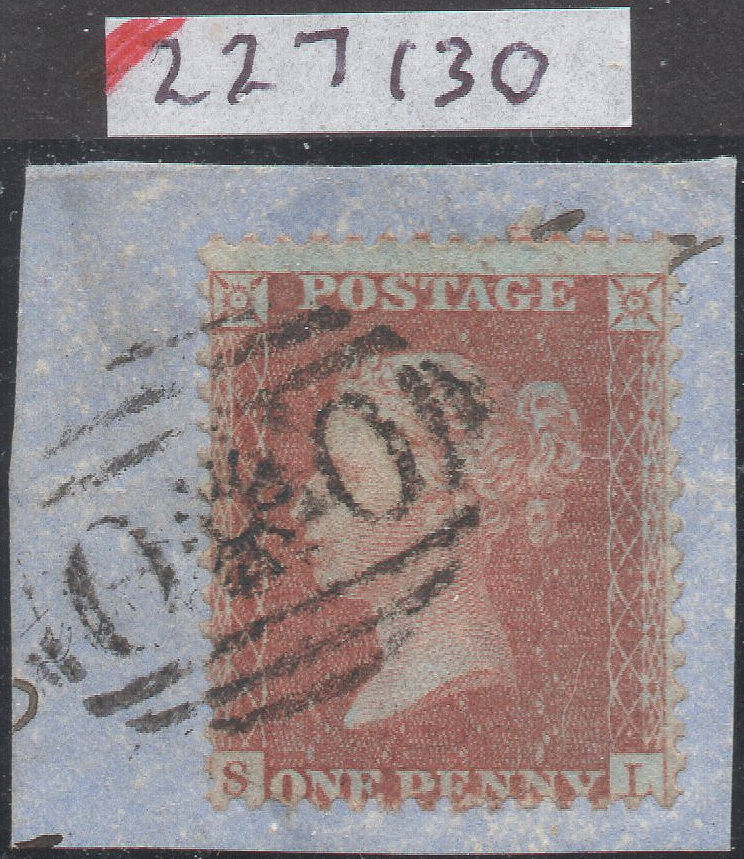 227130
POSTAGE
O*O
S ONE PENNY L